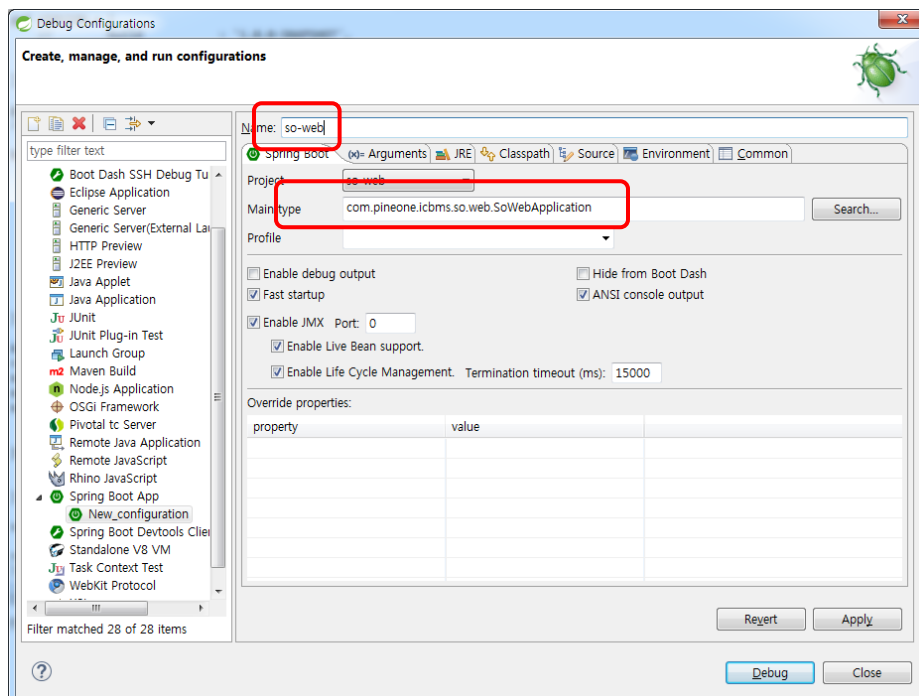 Debug Configurations
Create, manage, and run configurations
type filter text
Boot Dash SSH Debug Tu
Eclipse Application
Generic Server
Generic Server(External La
HTTP Preview
J2EE Preview
Java Applet
Java Application
Ju JUnit
JUnit Plug-in Test
Launch Group
m2 Maven Build
Node.js Application
OSGi Framework
Pivotal tc Server
Remote Java Application
Remote JavaScript
Rhino JavaScript
Spring Boot App
New_configuration
Spring Boot Devtools Clie
Standalone V8 VM
Ju Task Context Test
WebKit Protocol
Filter matched 28 of 28 items
Name: so-web
Spring Boot (x)= Arguments JRE Classpath Source Environment Common
Project so-web
Main type com.pineone.icbms.so.web.SoWebApplication Search...
Profile
Enable debug output Hide from Boot Dash
Fast startup ANSI console output
Enable JMX Port: 0
Enable Live Bean support.
Enable Life Cycle Management. Termination timeout (ms): 15000
Override properties:
property value
Revert Apply
Debug Close